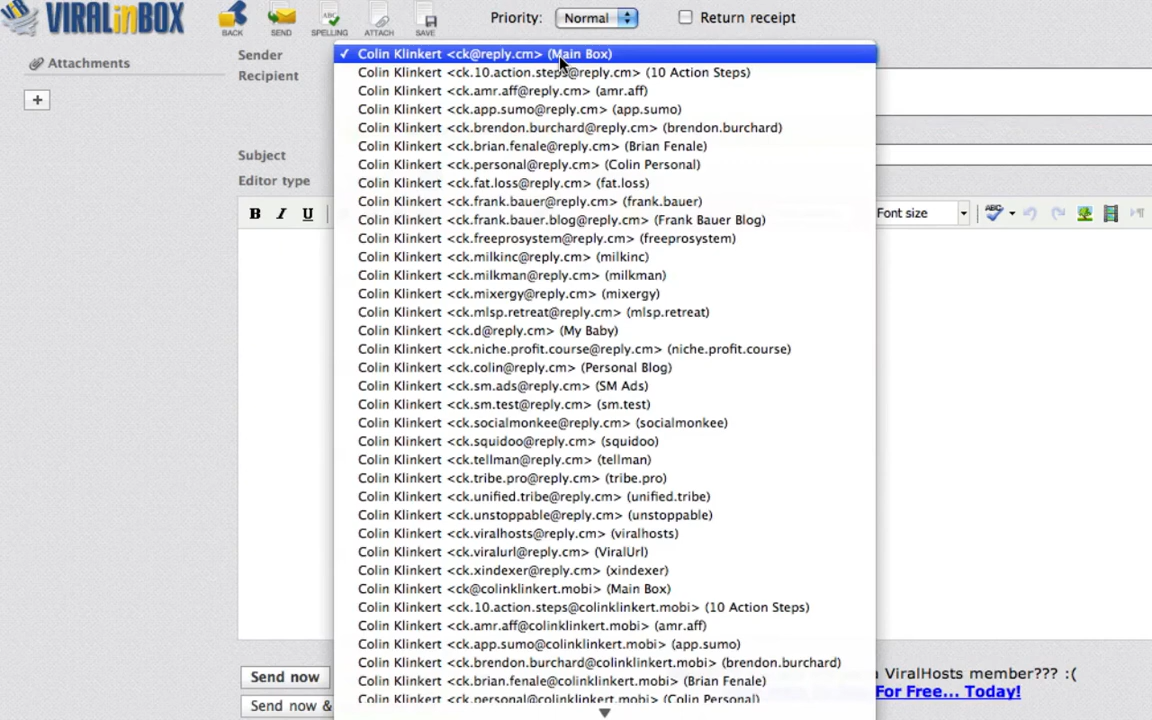 VIRALinBOX
BACK
SEND
SPELLING
ATTACH
SAVE
Priority:
Normal
Return receipt
Attachments
+
Sender
Recipient
Subject
Editor type
✓ Colin Klinkert <ck@reply.cm> (Main Box)
Colin Klinkert <ck.10.action.steps@reply.cm> (10 Action Steps)
Colin Klinkert <ck.amr.aff@reply.cm> (amr.aff)
Colin Klinkert <ck.app.sumo@reply.cm> (app.sumo)
Colin Klinkert <ck.brendon.burchard@reply.cm> (brendon.burchard)
Colin Klinkert <ck.brian.fenale@reply.cm> (Brian Fenale)
Colin Klinkert <ck.personal@reply.cm> (Colin Personal)
Colin Klinkert <ck.fat.loss@reply.cm> (fat.loss)
Colin Klinkert <ck.frank.bauer@reply.cm> (frank.bauer)
Colin Klinkert <ck.frank.bauer.blog@reply.cm> (Frank Bauer Blog)
Colin Klinkert <ck.freeprosystem@reply.cm> (freeprosystem)
Colin Klinkert <ck.milkinc@reply.cm> (milkinc)
Colin Klinkert <ck.milkman@reply.cm> (milkman)
Colin Klinkert <ck.mixergy@reply.cm> (mixergy)
Colin Klinkert <ck.mlsp.retreat@reply.cm> (mlsp.retreat)
Colin Klinkert <ck.d@reply.cm> (My Baby)
Colin Klinkert <ck.niche.profit.course@reply.cm> (niche.profit.course)
Colin Klinkert <ck.colin@reply.cm> (Personal Blog)
Colin Klinkert <ck.sm.ads@reply.cm> (SM Ads)
Colin Klinkert <ck.sm.test@reply.cm> (sm.test)
Colin Klinkert <ck.socialmonkee@reply.cm> (socialmonkee)
Colin Klinkert <ck.squidoo@reply.cm> (squidoo)
Colin Klinkert <ck.tellman@reply.cm> (tellman)
Colin Klinkert <ck.tribe.pro@reply.cm> (tribe.pro)
Colin Klinkert <ck.unified.tribe@reply.cm> (unified.tribe)
Colin Klinkert <ck.unstoppable@reply.cm> (unstoppable)
Colin Klinkert <ck.viralhosts@reply.cm> (viralhosts)
Colin Klinkert <ck.viralurl@reply.cm> (ViralUrl)
Colin Klinkert <ck.xindexer@reply.cm> (xindexer)
Colin Klinkert <ck@colinklinkert.mobi> (Main Box)
Colin Klinkert <ck.10.action.steps@colinklinkert.mobi> (10 Action Steps)
Colin Klinkert <ck.amr.aff@colinklinkert.mobi> (amr.aff)
Colin Klinkert <ck.app.sumo@colinklinkert.mobi> (app.sumo)
Colin Klinkert <ck.brendon.burchard@colinklinkert.mobi> (brendon.burchard)
Colin Klinkert <ck.brian.fenale@colinklinkert.mobi> (Brian Fenale)
Colin Klinkert <ck.personal@colinklinkert.mobi> (Colin Personal)
B I U
Font size
ABC
Send now
Send now &
ViralHosts member??? :(
For Free... Today!